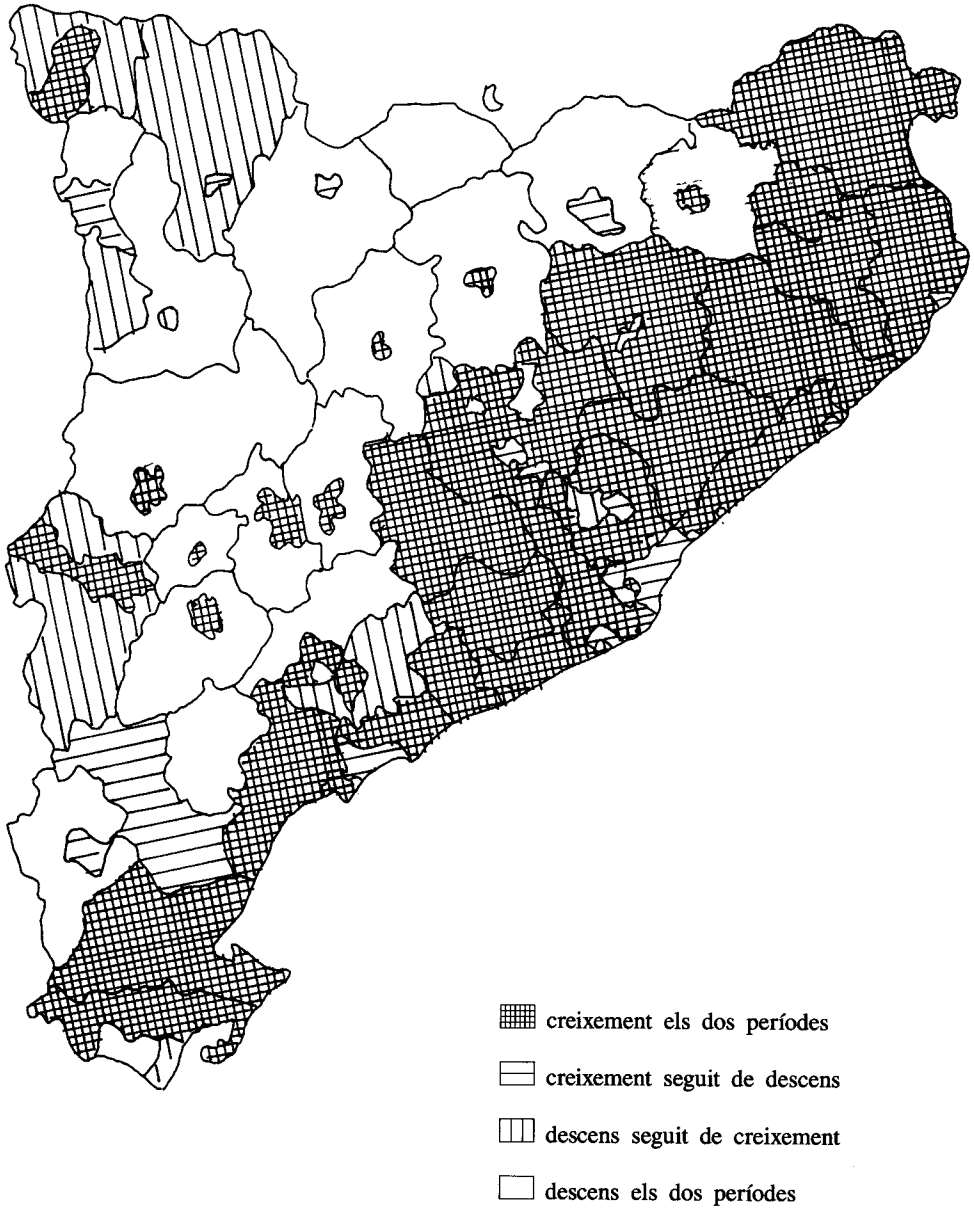 creixement els dos períodes
creixement seguit de descens
descens seguit de creixement
descens els dos períodes